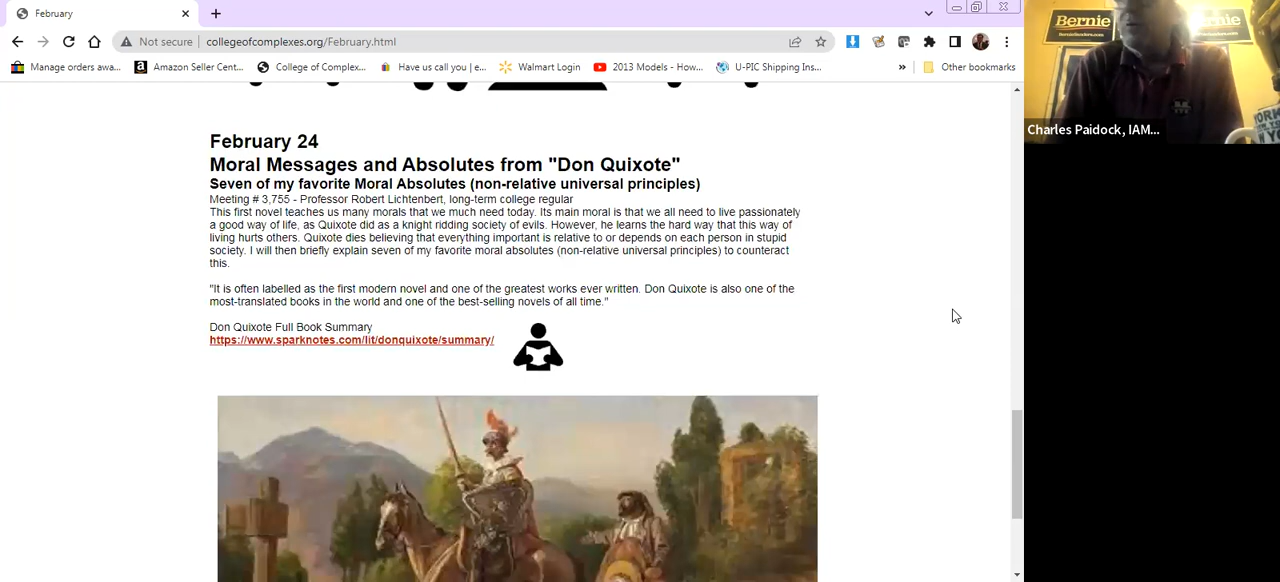 February
Not secure | collegeofcomplexes.org/February.html
Manage orders awa... Amazon Seller Cent... College of Complex... Have us call you | e... Walmart Login 2013 Models - How... U-PIC Shipping Ins... » Other bookmarks
Bernie
BernieSanders.com
Charles Paidock, IAM...
February 24
Moral Messages and Absolutes from "Don Quixote"
Seven of my favorite Moral Absolutes (non-relative universal principles)
Meeting # 3,755 - Professor Robert Lichtenbert, long-term college regular
This first novel teaches us many morals that we much need today. Its main moral is that we all need to live passionately
a good way of life, as Quixote did as a knight ridding society of evils. However, he learns the hard way that this way of
living hurts others. Quixote dies believing that everything important is relative to or depends on each person in stupid
society. I will then briefly explain seven of my favorite moral absolutes (non-relative universal principles) to counteract
this.
"It is often labelled as the first modern novel and one of the greatest works ever written. Don Quixote is also one of the
most-translated books in the world and one of the best-selling novels of all time."
Don Quixote Full Book Summary
https://www.sparknotes.com/lit/donquixote/summary/